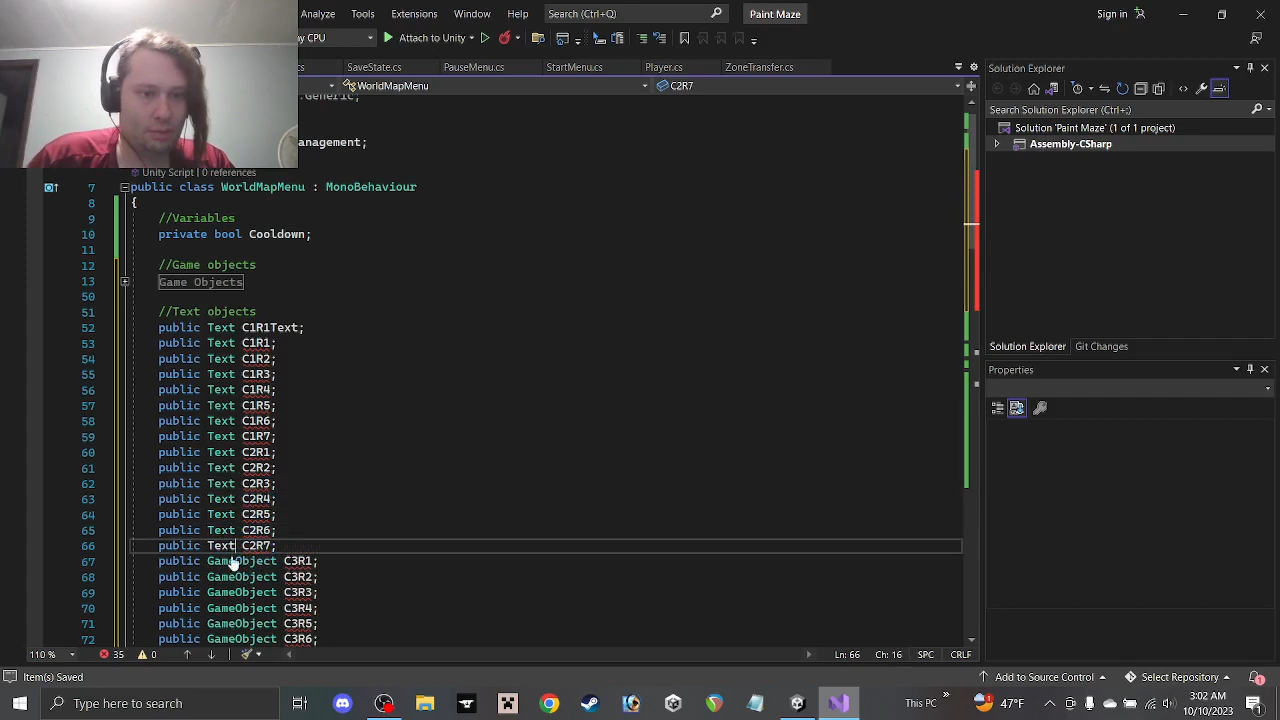 Analyze Tools Extensions Window Help Search (Ctrl+Q) Paint Maze Sign in
CPU Attach to Unity
SaveState.cs PauseMenu.cs StartMenu.cs Player.cs ZoneTransfer.cs
WorldMapMenu C2R7
.Generic;
anagement;
Unity Script | 0 references
7 public class WorldMapMenu : MonoBehaviour
8 {
9 //Variables
10 private bool Cooldown;
11
12 //Game objects
13 Game Objects
50
51 //Text objects
52 public Text C1R1Text;
53 public Text C1R1;
54 public Text C1R2;
55 public Text C1R3;
56 public Text C1R4;
57 public Text C1R5;
58 public Text C1R6;
59 public Text C1R7;
60 public Text C2R1;
61 public Text C2R2;
62 public Text C2R3;
63 public Text C2R4;
64 public Text C2R5;
65 public Text C2R6;
66 public Text C2R7;
67 public GameObject C3R1;
68 public GameObject C3R2;
69 public GameObject C3R3;
70 public GameObject C3R4;
71 public GameObject C3R5;
72 public GameObject C3R6;
Solution Explorer
Search Solution Explorer (Ctrl+;)
Solution 'Paint Maze' (1 of 1 project)
Assembly-CSharp
Solution Explorer Git Changes
Properties
110 % 35 0 Ln: 66 Ch: 16 SPC CRLF
Item(s) Saved Add to Source Control Select Repository 1
Type here to search This PC » 47°F 3:02 AM
10/10/2023